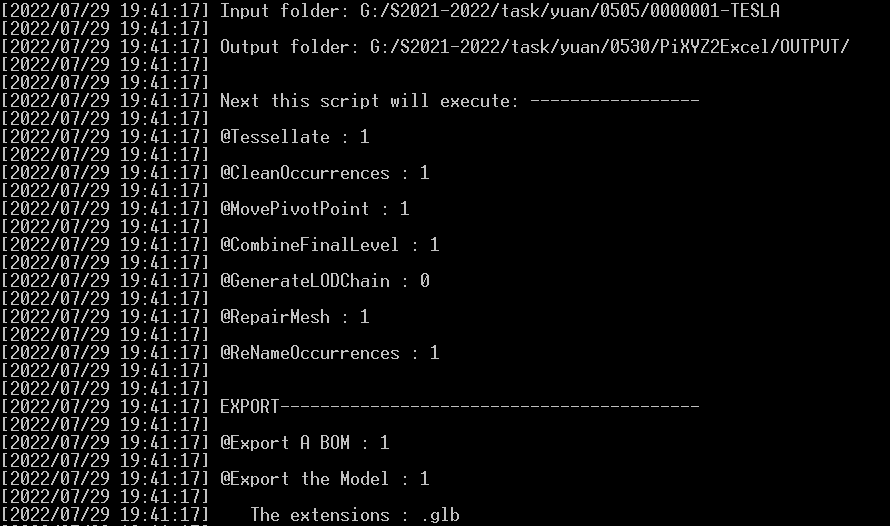 [2022/07/29 19:41:17] Input folder: G:/S2021-2022/task/yuan/0505/0000001-TESLA
[2022/07/29 19:41:17]
[2022/07/29 19:41:17] Output folder: G:/S2021-2022/task/yuan/0530/PiXYZ2Excel/OUTPUT/
[2022/07/29 19:41:17]
[2022/07/29 19:41:17]
[2022/07/29 19:41:17] Next this script will execute: -----------------
[2022/07/29 19:41:17]
[2022/07/29 19:41:17] @Tessellate : 1
[2022/07/29 19:41:17]
[2022/07/29 19:41:17] @CleanOccurrences : 1
[2022/07/29 19:41:17]
[2022/07/29 19:41:17] @MovePivotPoint : 1
[2022/07/29 19:41:17]
[2022/07/29 19:41:17] @CombineFinalLevel : 1
[2022/07/29 19:41:17]
[2022/07/29 19:41:17] @GenerateLODChain : 0
[2022/07/29 19:41:17]
[2022/07/29 19:41:17] @RepairMesh : 1
[2022/07/29 19:41:17]
[2022/07/29 19:41:17] @ReNameOccurrences : 1
[2022/07/29 19:41:17]
[2022/07/29 19:41:17]
[2022/07/29 19:41:17] EXPORT------------------------------------------
[2022/07/29 19:41:17]
[2022/07/29 19:41:17] @Export A BOM : 1
[2022/07/29 19:41:17]
[2022/07/29 19:41:17] @Export the Model : 1
[2022/07/29 19:41:17]
[2022/07/29 19:41:17]    The extensions : .glb